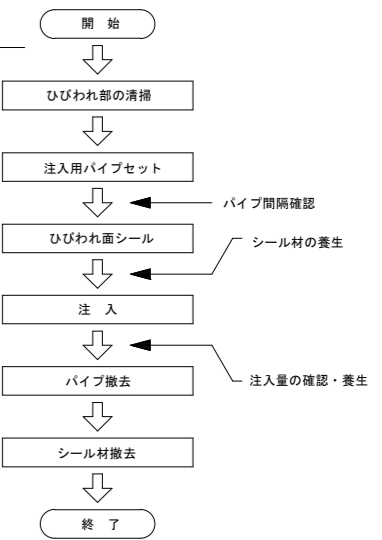 開 始
ひびわれ部の清掃
注入用パイプセット
パイプ間隔確認
ひびわれ面シール
シール材の養生
注 入
パイプ撤去
注入量の確認・養生
シール材撤去
終 了